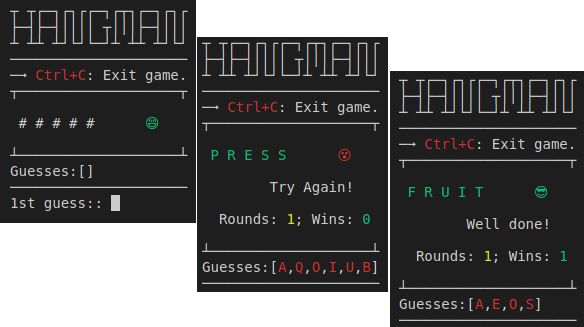 HANGMAN
→ Ctrl+C: Exit game.
# # # # # 😄
Guesses:[]
1st guess::
HANGMAN
→ Ctrl+C: Exit game.
P R E S S 😵
Try Again!
Rounds: 1; Wins: 0
Guesses:[A,Q,O,I,U,B]
HANGMAN
→ Ctrl+C: Exit game.
F R U I T 😎
Well done!
Rounds: 1; Wins: 1
Guesses:[A,E,O,S]